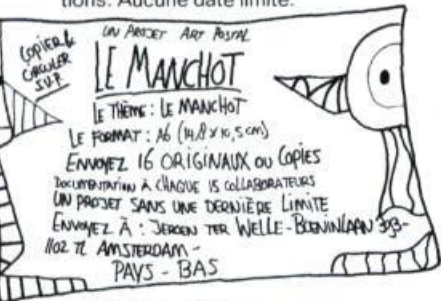 tions. Aucune date limite.
COPIER &
CIRCULER
S.V.P.
UN PROJET ART POSTAL
LE MANCHOT
LE THÈME : LE MANCHOT
LE FORMAT : A6 (14,8 x 10,5 cm)
ENVOYEZ 16 ORIGINAUX OU COPIES
DOCUMENTATION À CHAQUE 15 COLLABORATEURS
UN PROJET SANS UNE DERNIÈRE LIMITE
ENVOYEZ À : JEROEN TER WELLE - BOENINLAAN 393-
1102 TL AMSTERDAM -
PAYS - BAS